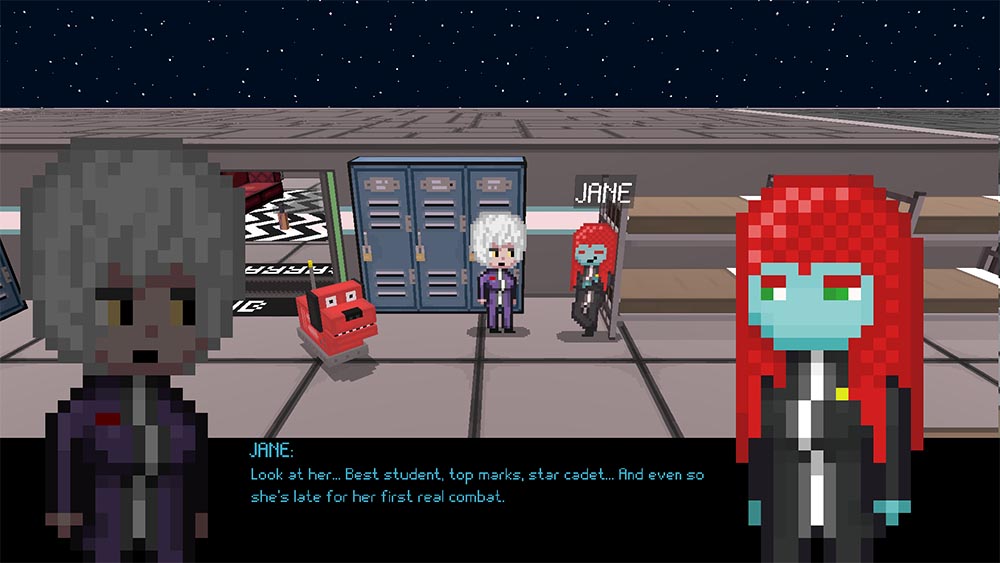 JANE
JANE:
Look at her... Best student, top marks, star cadet... And even so
she's late for her first real combat.